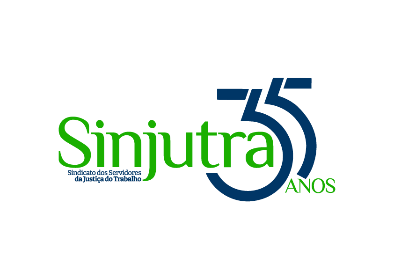 Sinjutra 35
Sindicato dos Servidores
da Justiça do Trabalho
ANOS